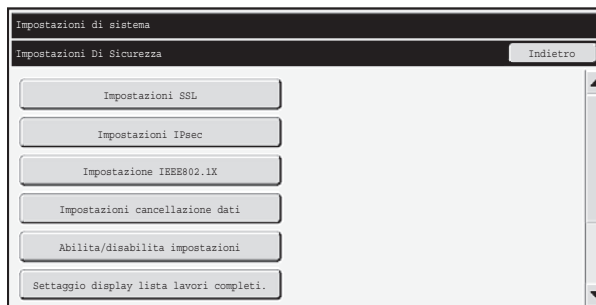 Impostazioni di sistema
Impostazioni Di Sicurezza
Indietro
Impostazioni SSL
Impostazioni IPsec
Impostazione IEEE802.1X
Impostazioni cancellazione dati
Abilita/disabilita impostazioni
Settaggio display lista lavori completi.